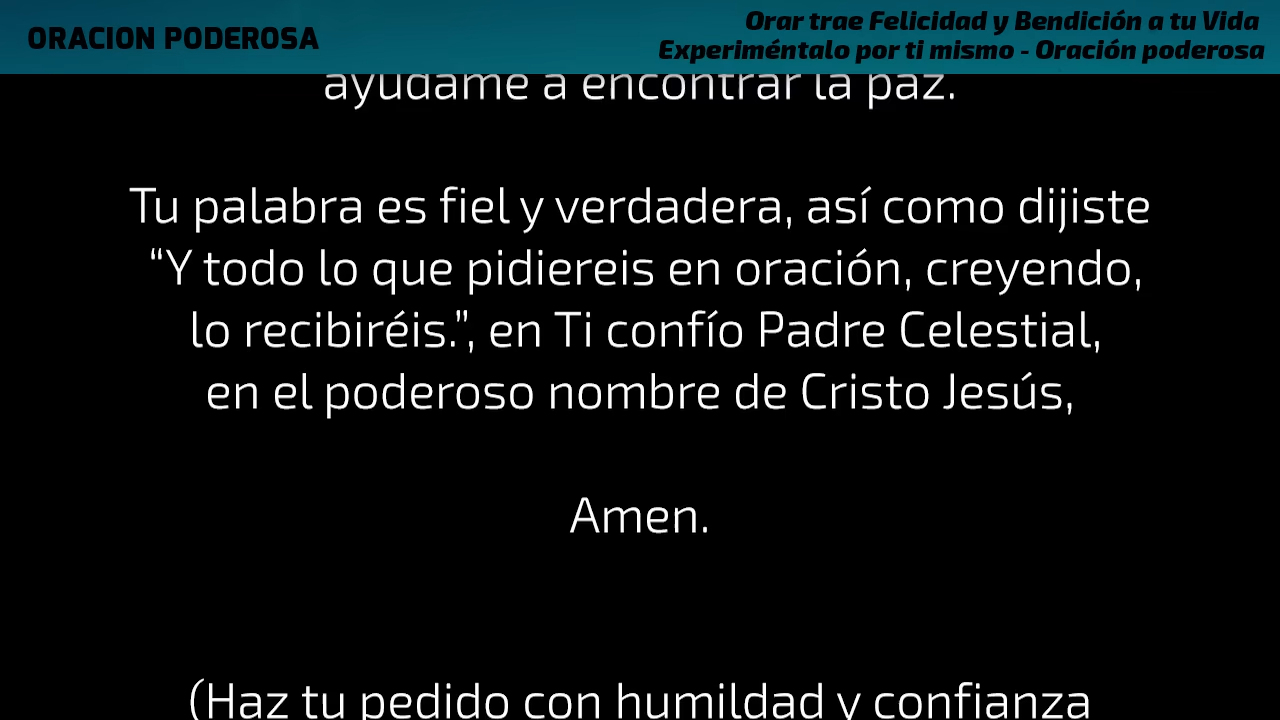 ORACION PODEROSA
Orar trae Felicidad y Bendición a tu Vida
Experiméntalo por ti mismo - Oración poderosa
ayúdame a encontrar la paz.
Tu palabra es fiel y verdadera, así como dijiste
“Y todo lo que pidiereis en oración, creyendo,
lo recibiréis.”, en Ti confío Padre Celestial,
en el poderoso nombre de Cristo Jesús,
Amen.
(Haz tu pedido con humildad y confianza